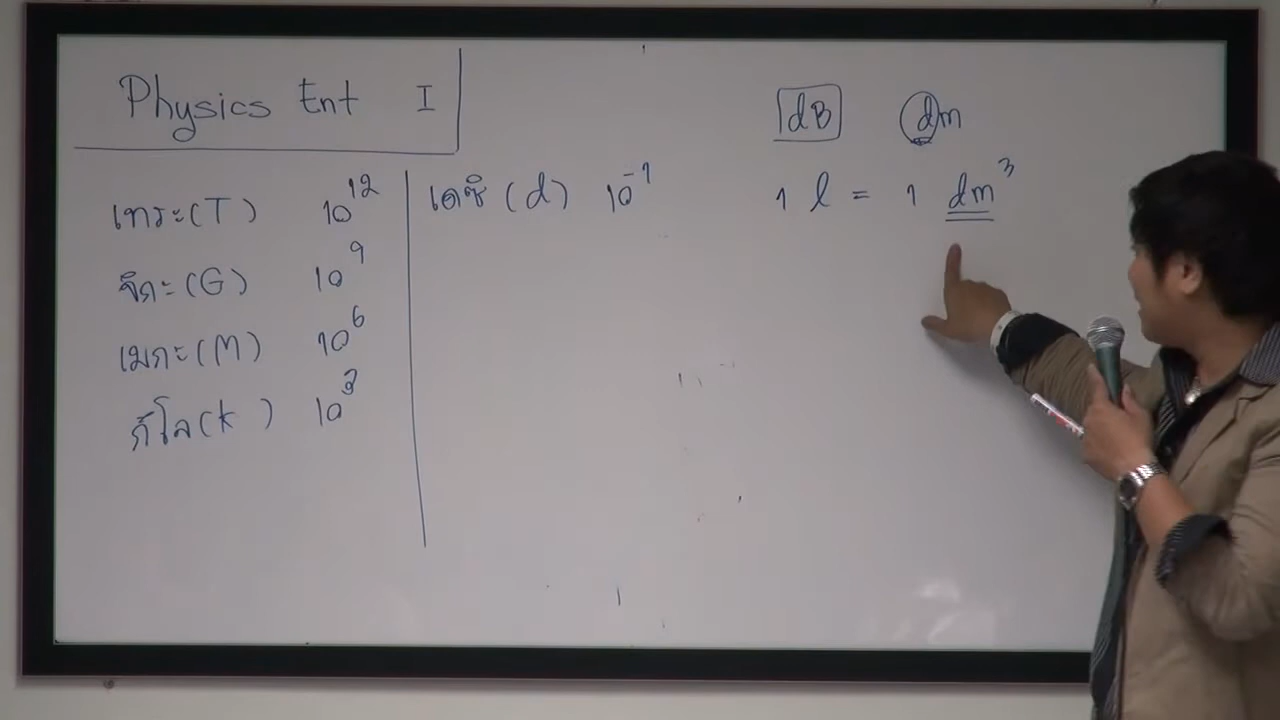 Physics Ent I
เทระ(T) 10¹²
จิกะ(G) 10⁹
เมกะ(M) 10⁶
กิโล(k) 10³
เดซิ(d) 10⁻¹
dB dm
1 l = 1 dm³